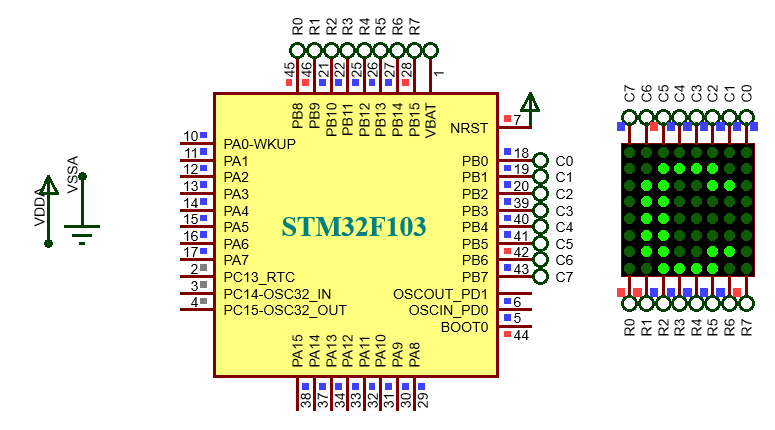 R0 R1 R2 R3 R4 R5 R6 R7
45 46 21 22 25 26 27 28 1
PB8 PB9 PB10 PB11 PB12 PB13 PB14 PB15 VBAT
7 NRST
10 PA0-WKUP
11 PA1
12 PA2
13 PA3
14 PA4
15 PA5
16 PA6
17 PA7
2 PC13_RTC
3 PC14-OSC32_IN
4 PC15-OSC32_OUT
VDDA
VSSA
STM32F103
PB0 18 C0
PB1 19 C1
PB2 20 C2
PB3 39 C3
PB4 40 C4
PB5 41 C5
PB6 42 C6
PB7 43 C7
OSCOUT_PD1 6
OSCIN_PD0 5
BOOT0 44
PA15 PA14 PA13 PA12 PA11 PA10 PA9 PA8
38 37 34 33 32 31 30 29
C7 C6 C5 C4 C3 C2 C1 C0
R0 R1 R2 R3 R4 R5 R6 R7